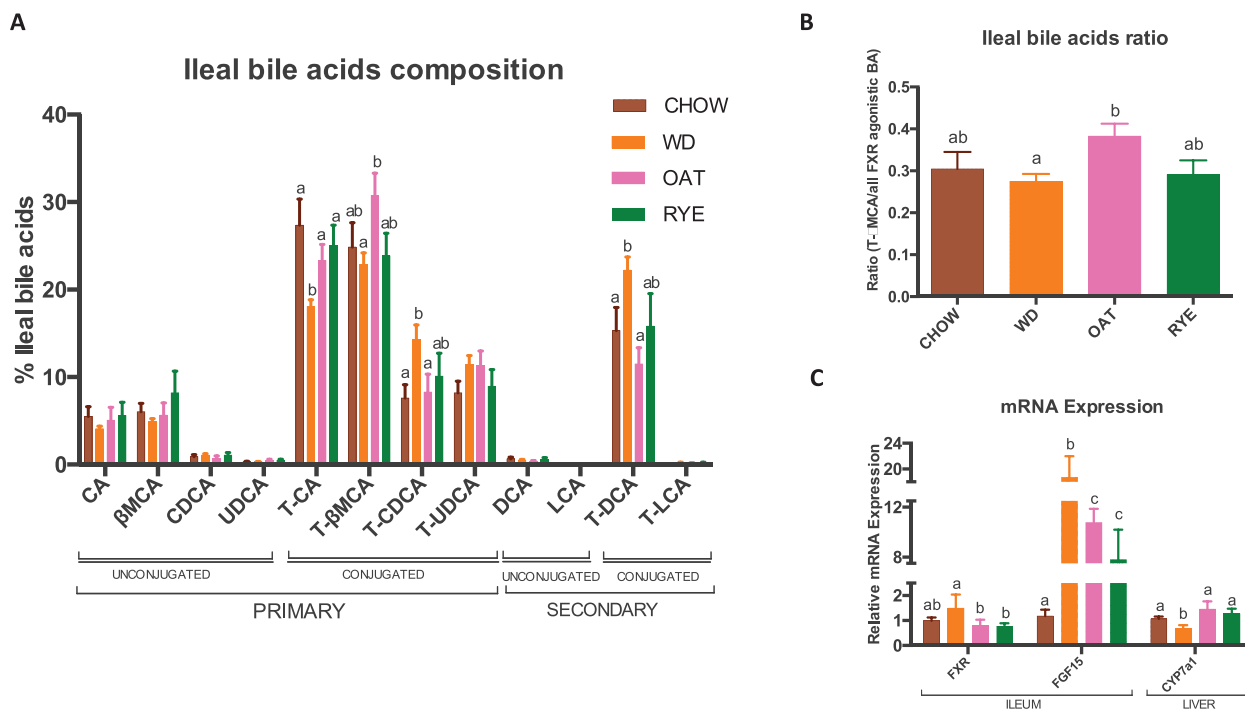 A
Ileal bile acids composition
% Ileal bile acids
40
30
20
10
0
CHOW
WD
OAT
RYE
a
b
a
a
ab
a
b
ab
a
b
a
ab
a
b
a
ab
CA
βMCA
CDCA
UDCA
T-CA
T-βMCA
T-CDCA
T-UDCA
DCA
LCA
T-DCA
T-LCA
UNCONJUGATED
CONJUGATED
UNCONJUGATED
CONJUGATED
PRIMARY
SECONDARY
B
Ileal bile acids ratio
Ratio (T-□MCA/all FXR agonistic BA)
0.5
0.4
0.3
0.3
0.1
0.0
ab
a
b
ab
CHOW
WD
OAT
RYE
C
mRNA Expression
Relative mRNA Expression
24
20
12
8
2
1
0
ab
a
b
b
a
b
c
c
a
b
a
a
FXR
FGF15
CYP7a1
ILEUM
LIVER